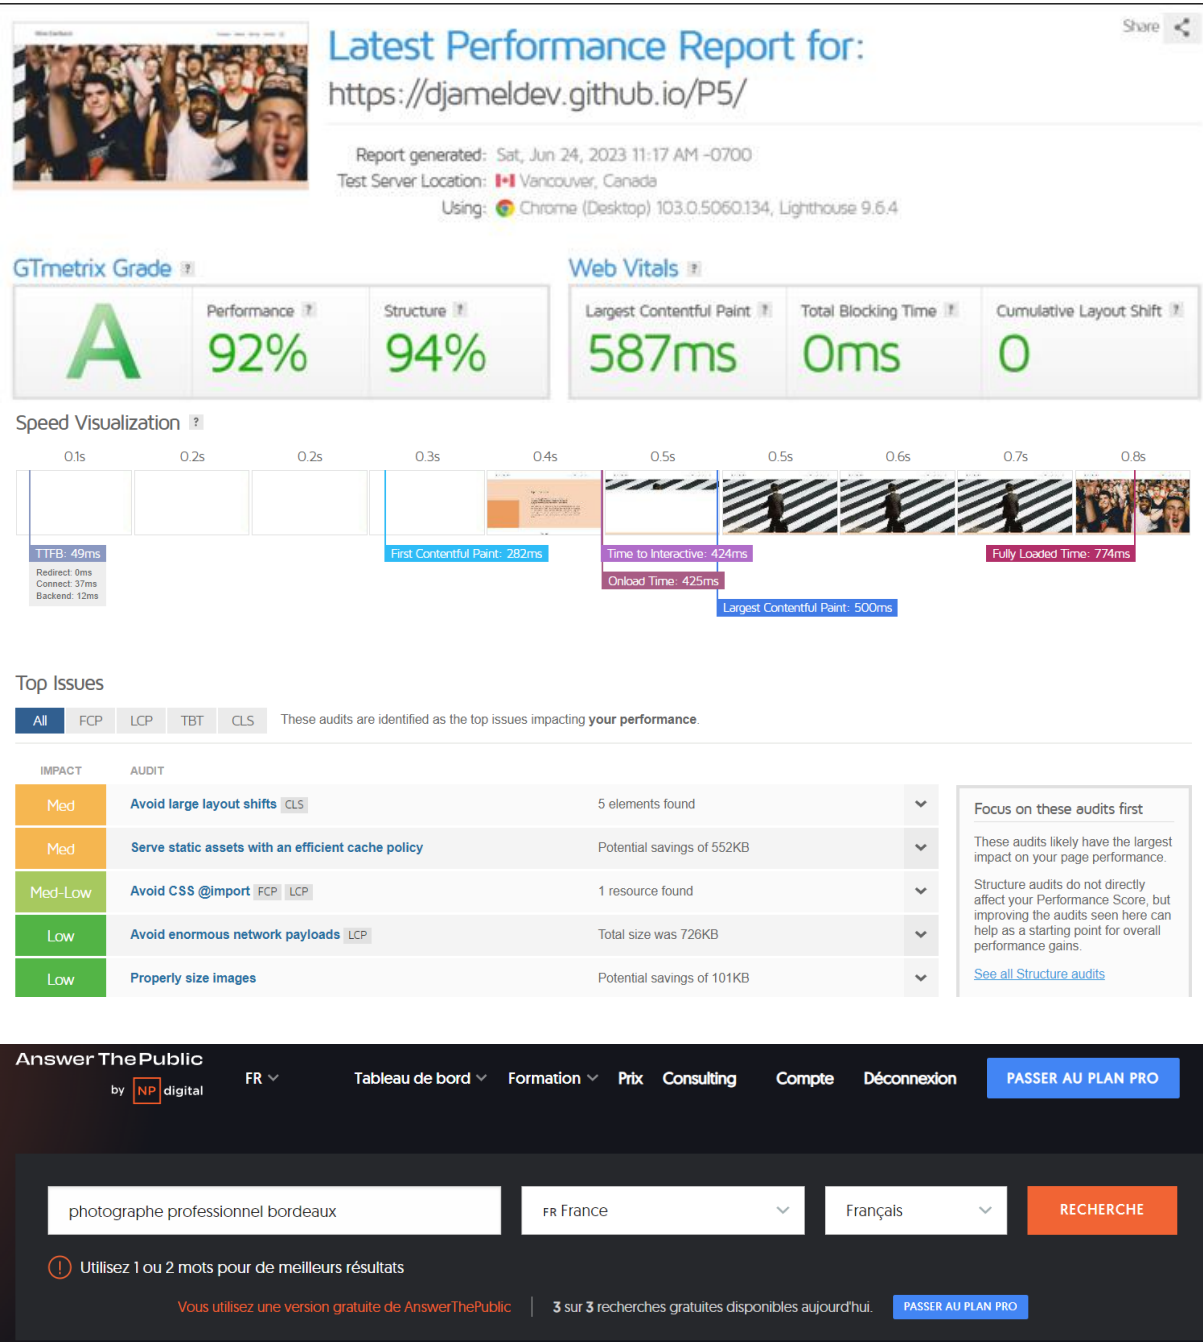 Share
Latest Performance Report for:
https://djameldev.github.io/P5/
Report generated: Sat, Jun 24, 2023 11:17 AM -0700
Test Server Location: Vancouver, Canada
Using: Chrome (Desktop) 103.0.5060.134, Lighthouse 9.6.4
GTmetrix Grade ?
Web Vitals ?
A
Performance ?
92%
Structure ?
94%
Largest Contentful Paint ?
587ms
Total Blocking Time ?
0ms
Cumulative Layout Shift ?
0
Speed Visualization ?
0.1s 0.2s 0.2s 0.3s 0.4s 0.5s 0.5s 0.6s 0.7s 0.8s
TTFB: 49ms
Redirect: 0ms
Connect: 37ms
Backend: 12ms
First Contentful Paint: 282ms
Time to Interactive: 424ms
Fully Loaded Time: 774ms
Onload Time: 425ms
Largest Contentful Paint: 500ms
Top Issues
All FCP LCP TBT CLS These audits are identified as the top issues impacting your performance.
IMPACT AUDIT
Med Avoid large layout shifts CLS 5 elements found
Med Serve static assets with an efficient cache policy Potential savings of 552KB
Med-Low Avoid CSS @import FCP LCP 1 resource found
Low Avoid enormous network payloads LCP Total size was 726KB
Low Properly size images Potential savings of 101KB
Focus on these audits first
These audits likely have the largest
impact on your page performance.
Structure audits do not directly
affect your Performance Score, but
improving the audits seen here can
help as a starting point for overall
performance gains.
See all Structure audits
AnswerThePublic
by NP digital
FR Tableau de bord Formation Prix Consulting Compte Déconnexion PASSER AU PLAN PRO
photographe professionnel bordeaux FR France Français RECHERCHE
! Utilisez 1 ou 2 mots pour de meilleurs résultats
Vous utilisez une version gratuite de AnswerThePublic 3 sur 3 recherches gratuites disponibles aujourd'hui. PASSER AU PLAN PRO